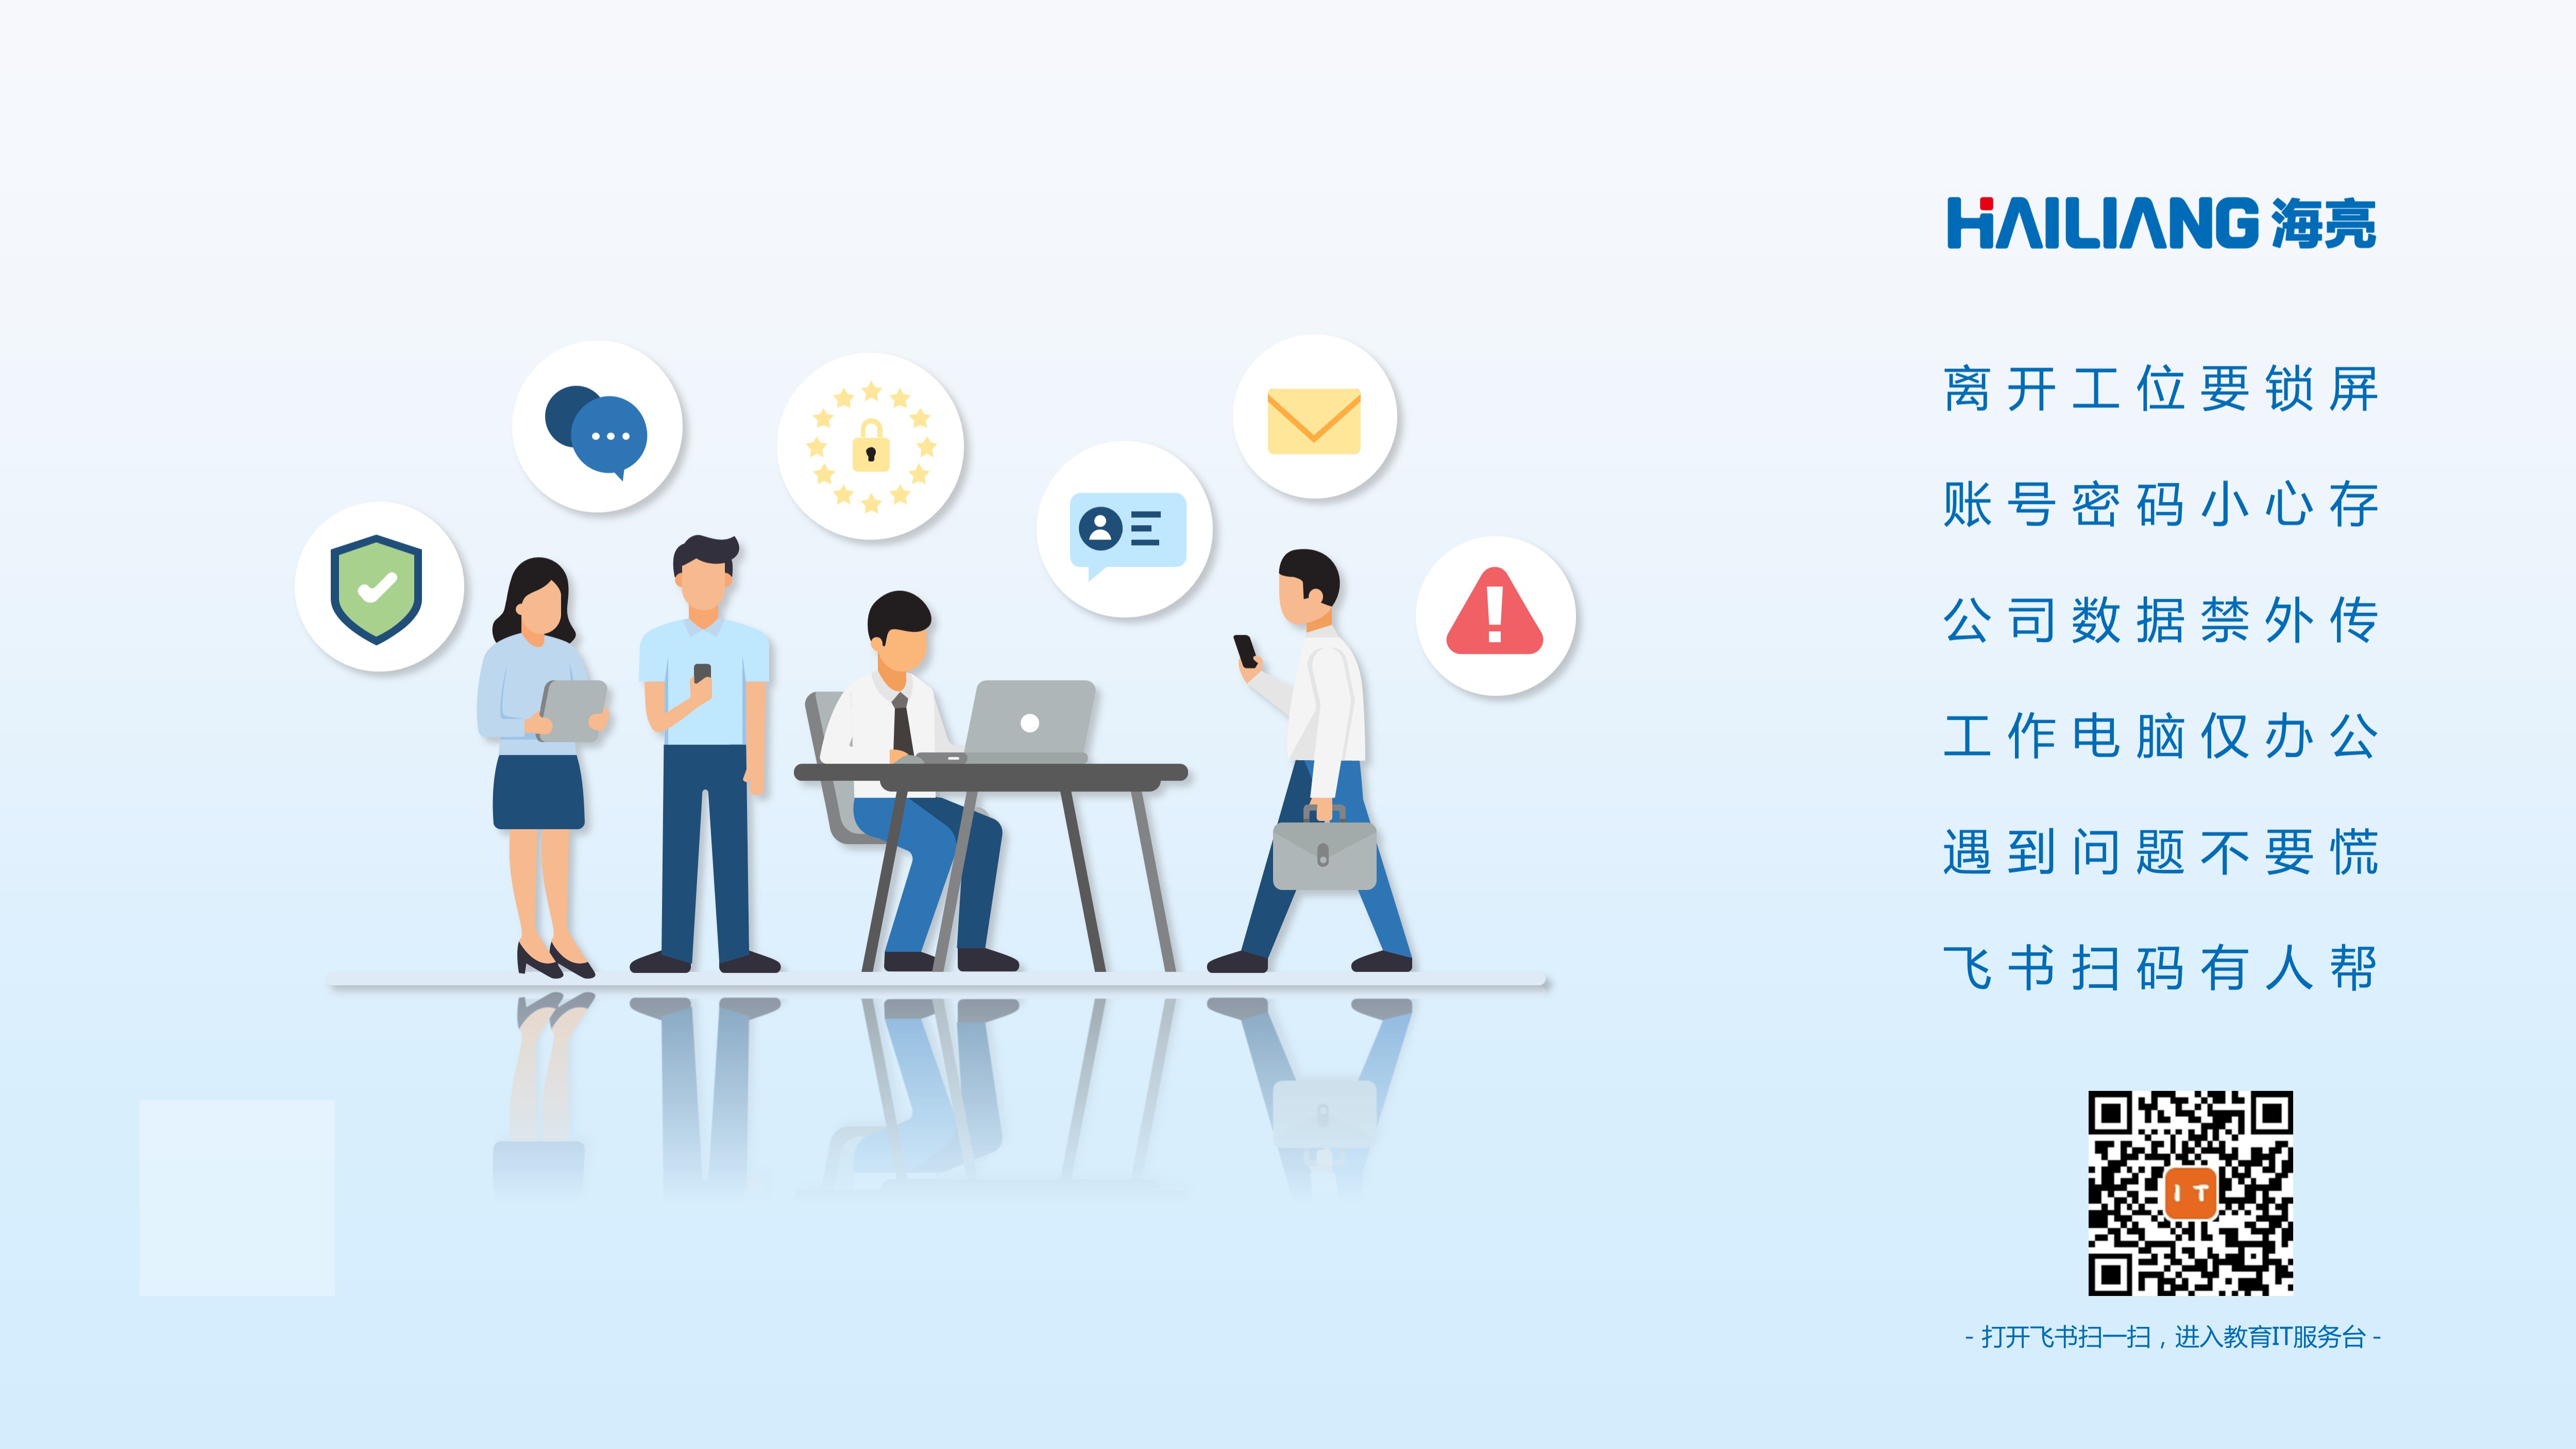 HAILIANG 海亮
离开工位要锁屏
账号密码小心存
公司数据禁外传
工作电脑仅办公
遇到问题不要慌
飞书扫码有人帮
IT
- 打开飞书扫一扫，进入教育IT服务台 -